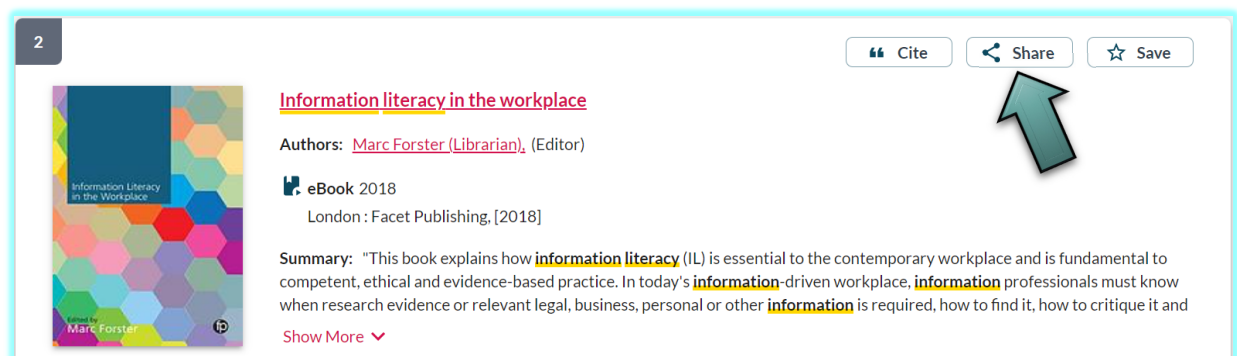 2
Cite Share Save
Information literacy in the workplace
Authors: Marc Forster (Librarian), (Editor)
eBook 2018
London : Facet Publishing, [2018]
Summary: "This book explains how information literacy (IL) is essential to the contemporary workplace and is fundamental to
competent, ethical and evidence-based practice. In today's information-driven workplace, information professionals must know
when research evidence or relevant legal, business, personal or other information is required, how to find it, how to critique it and
Show More
Information Literacy
in the Workplace
Edited by
Marc Forster
fp